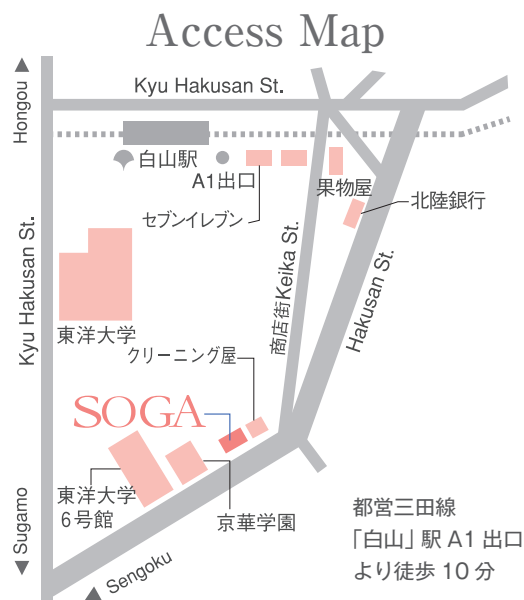 Access Map
Hongou
Kyu Hakusan St.
白山駅
A1出口
セブンイレブン
果物屋
北陸銀行
Kyu Hakusan St.
商店街Keika St.
Hakusan St.
東洋大学
クリーニング屋
SOGA
東洋大学
6号館
京華学園
Sugamo
Sengoku
都営三田線
「白山」駅 A1 出口
より徒歩 10 分